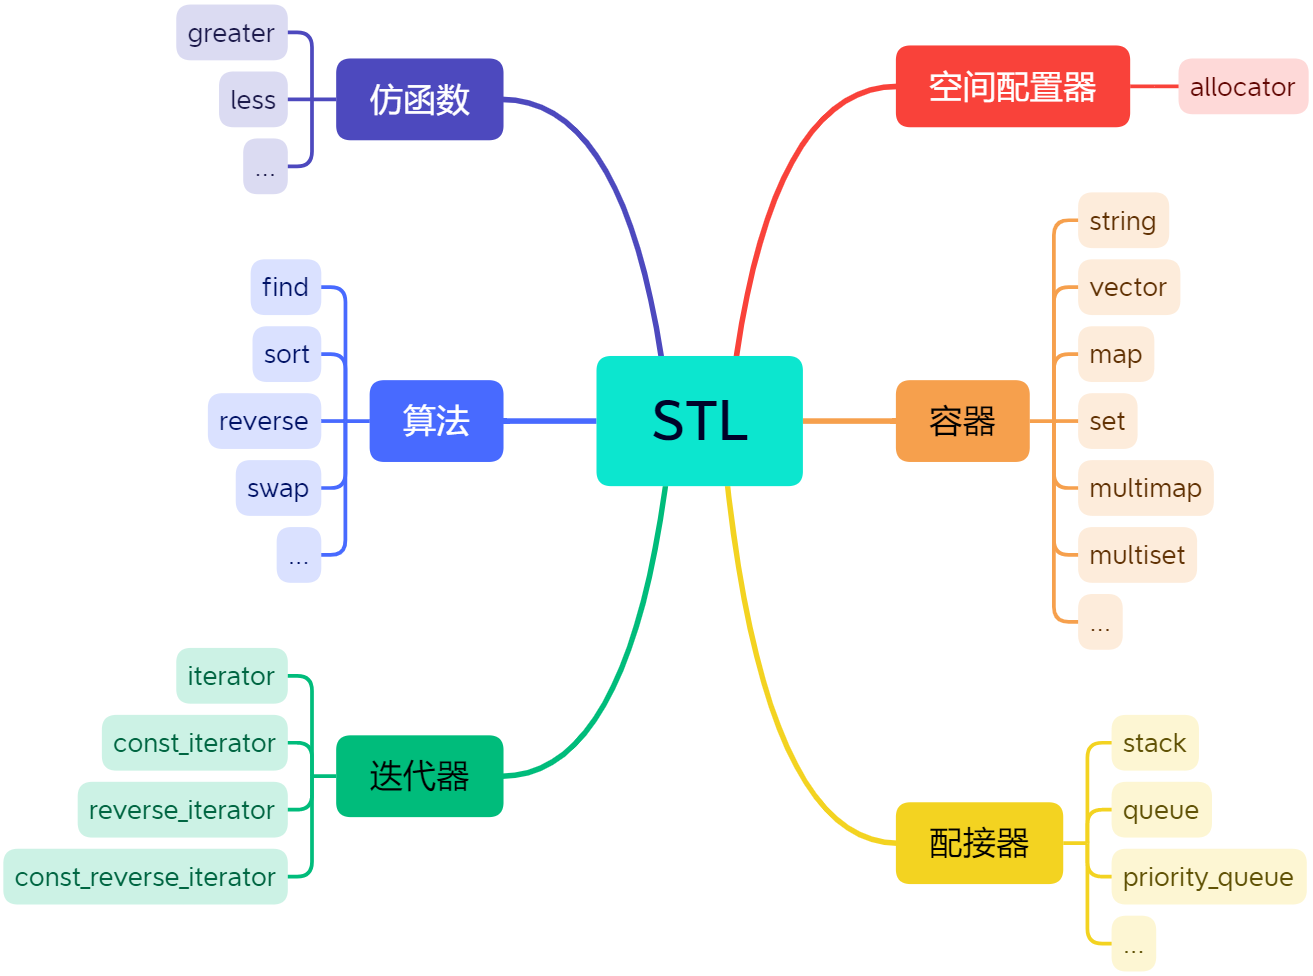 STL
仿函数
greater
less
...
算法
find
sort
reverse
swap
...
迭代器
iterator
const_iterator
reverse_iterator
const_reverse_iterator
空间配置器
allocator
容器
string
vector
map
set
multimap
multiset
...
配接器
stack
queue
priority_queue
...